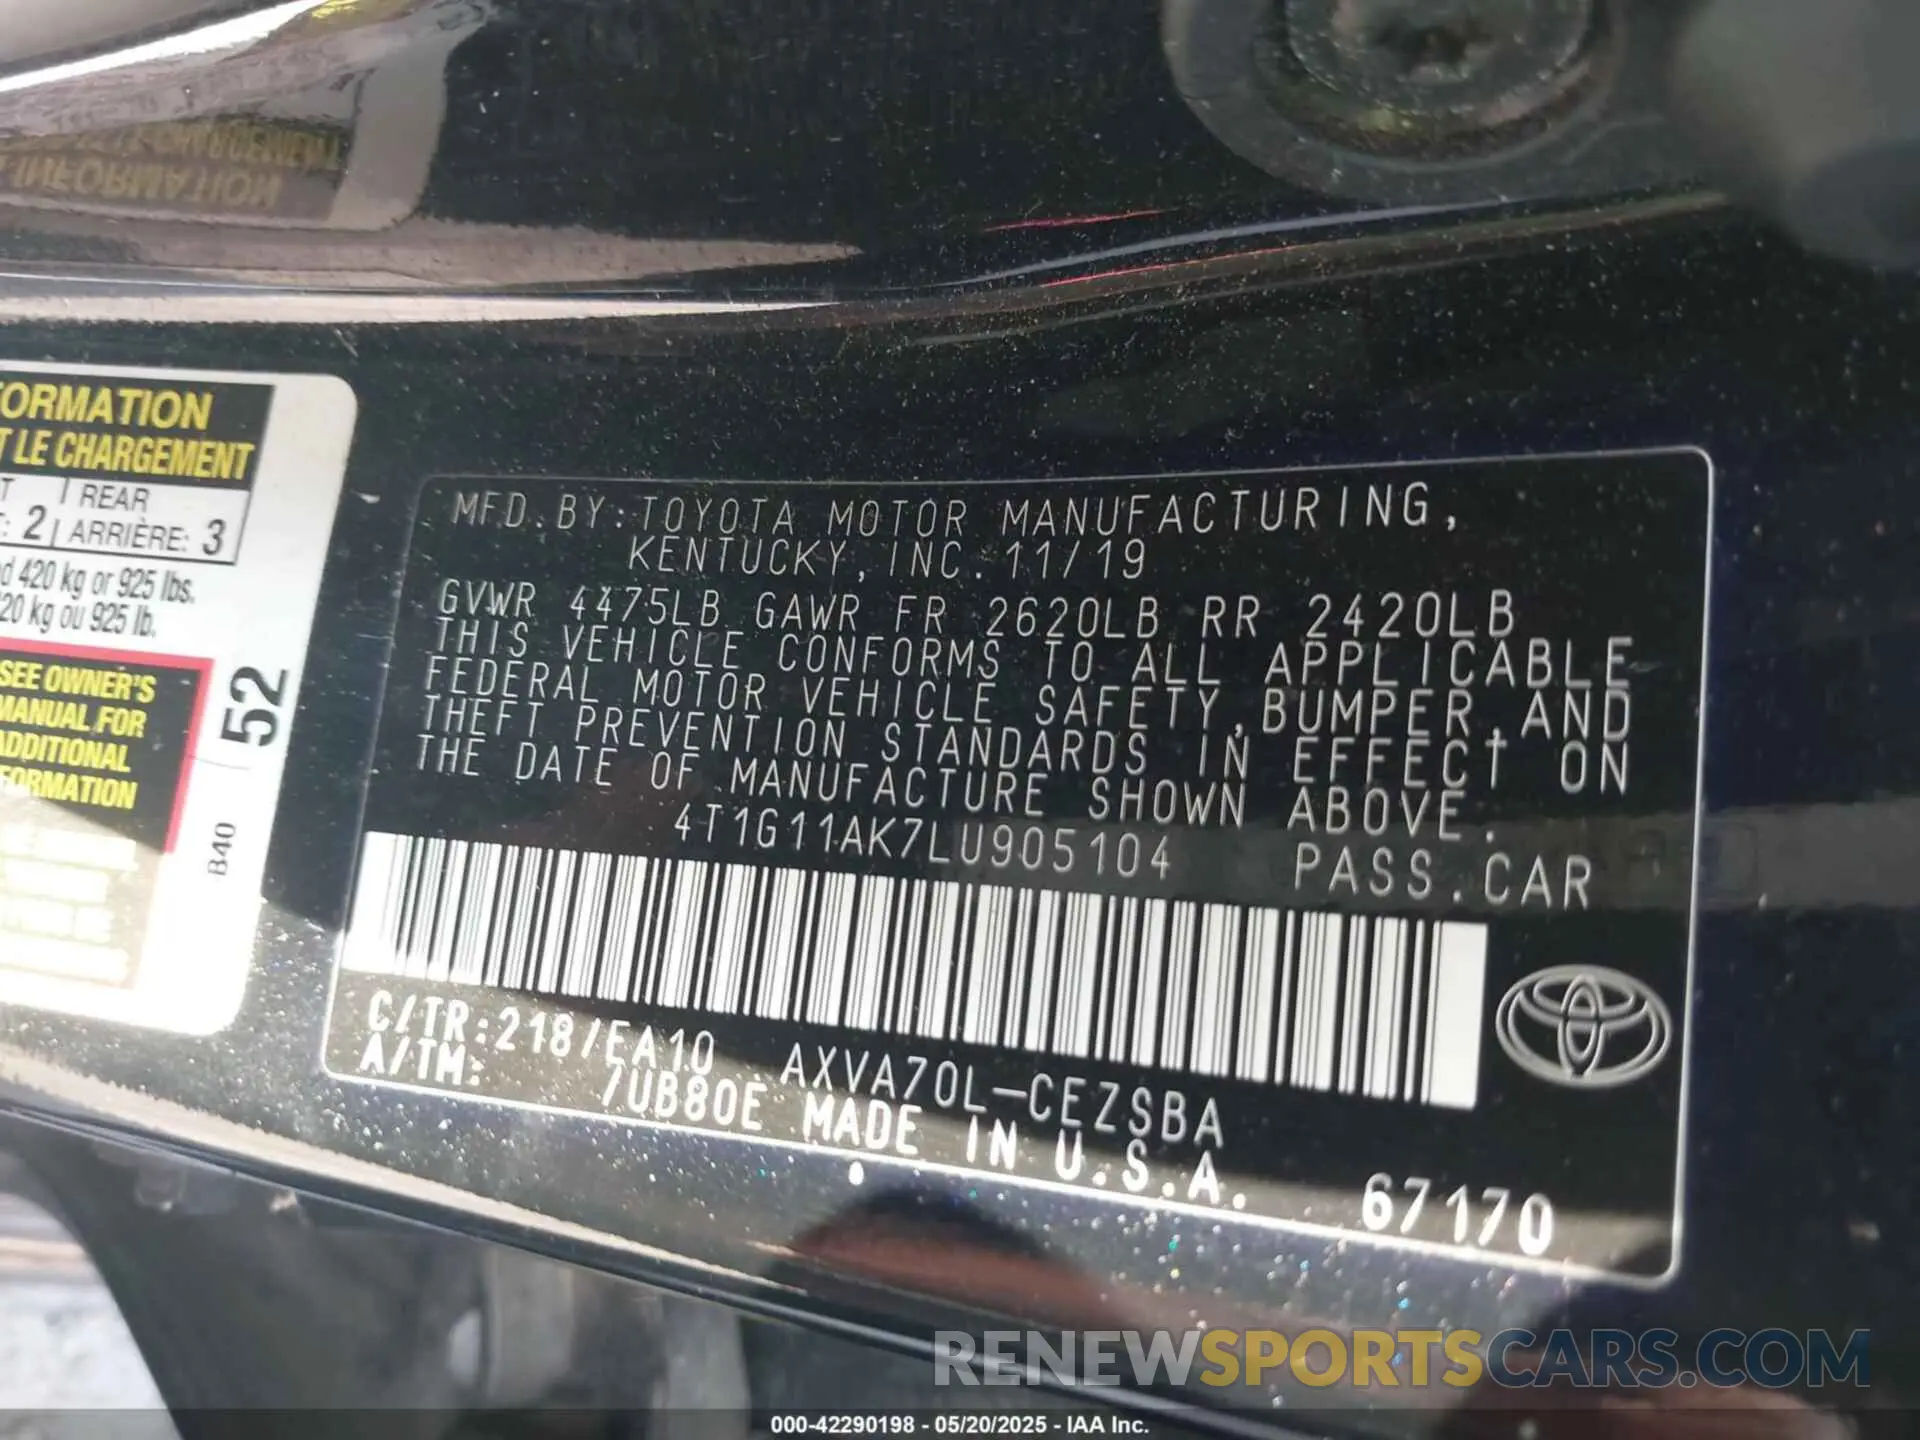 ORMATION
T LE CHARGEMENT
T | REAR
: 2 | ARRIÈRE: 3
d 420 kg or 925 lbs.
20 kg ou 925 lb.
SEE OWNER'S
MANUAL FOR
ADDITIONAL
FORMATION
52
B40
MFD. BY: TOYOTA MOTOR MANUFACTURING,
KENTUCKY, INC. 11/19
GVWR 4475LB GAWR FR 2620LB RR 2420LB
THIS VEHICLE CONFORMS TO ALL APPLICABLE
FEDERAL MOTOR VEHICLE SAFETY, BUMPER, AND
THEFT PREVENTION STANDARDS IN EFFECT ON
THE DATE OF MANUFACTURE SHOWN ABOVE.
4T1G11AK7LU905104 PASS. CAR
C/TR: 218/EA10 AXVA70L-CEZSBA
A/TM: /UB80E MADE IN U.S.A.
67170
RENEWSPORTSCARS.COM
000-42290198 - 05/20/2025 - IAA Inc.